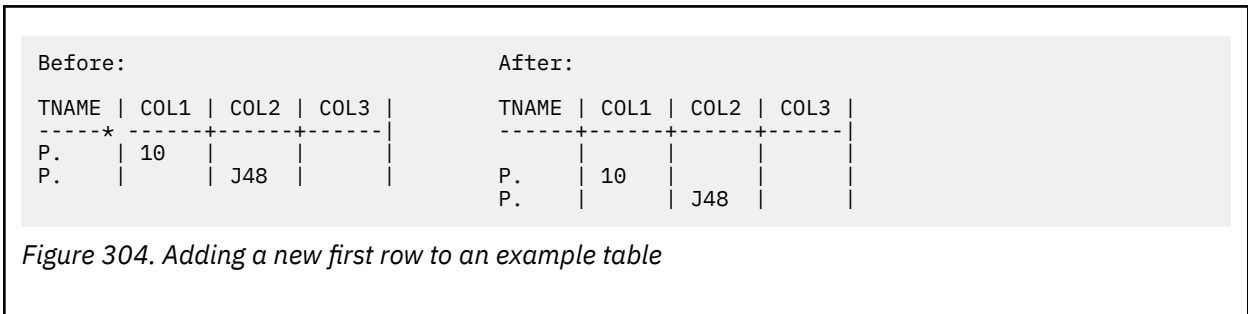 Before:                                  After:
TNAME | COL1 | COL2 | COL3 |             TNAME | COL1 | COL2 | COL3 |
-----* ------+------+------|             ------+------+------+------|
P.    | 10   |      |      |                   |      |      |      |
P.    |      | J48  |      |             P.    | 10   |      |      |
                                         P.    |      | J48  |      |
Figure 304. Adding a new first row to an example table